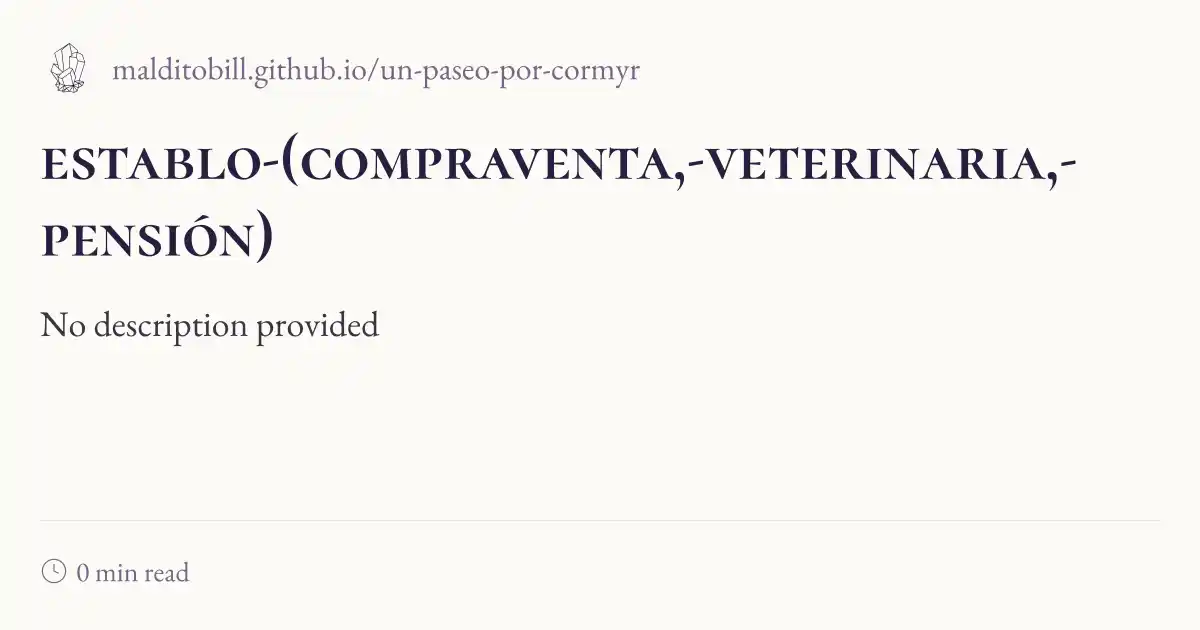 malditobill.github.io/un-paseo-por-cormyr
ESTABLO-(COMPRAVENTA,-VETERINARIA,-
PENSIÓN)
No description provided
0 min read